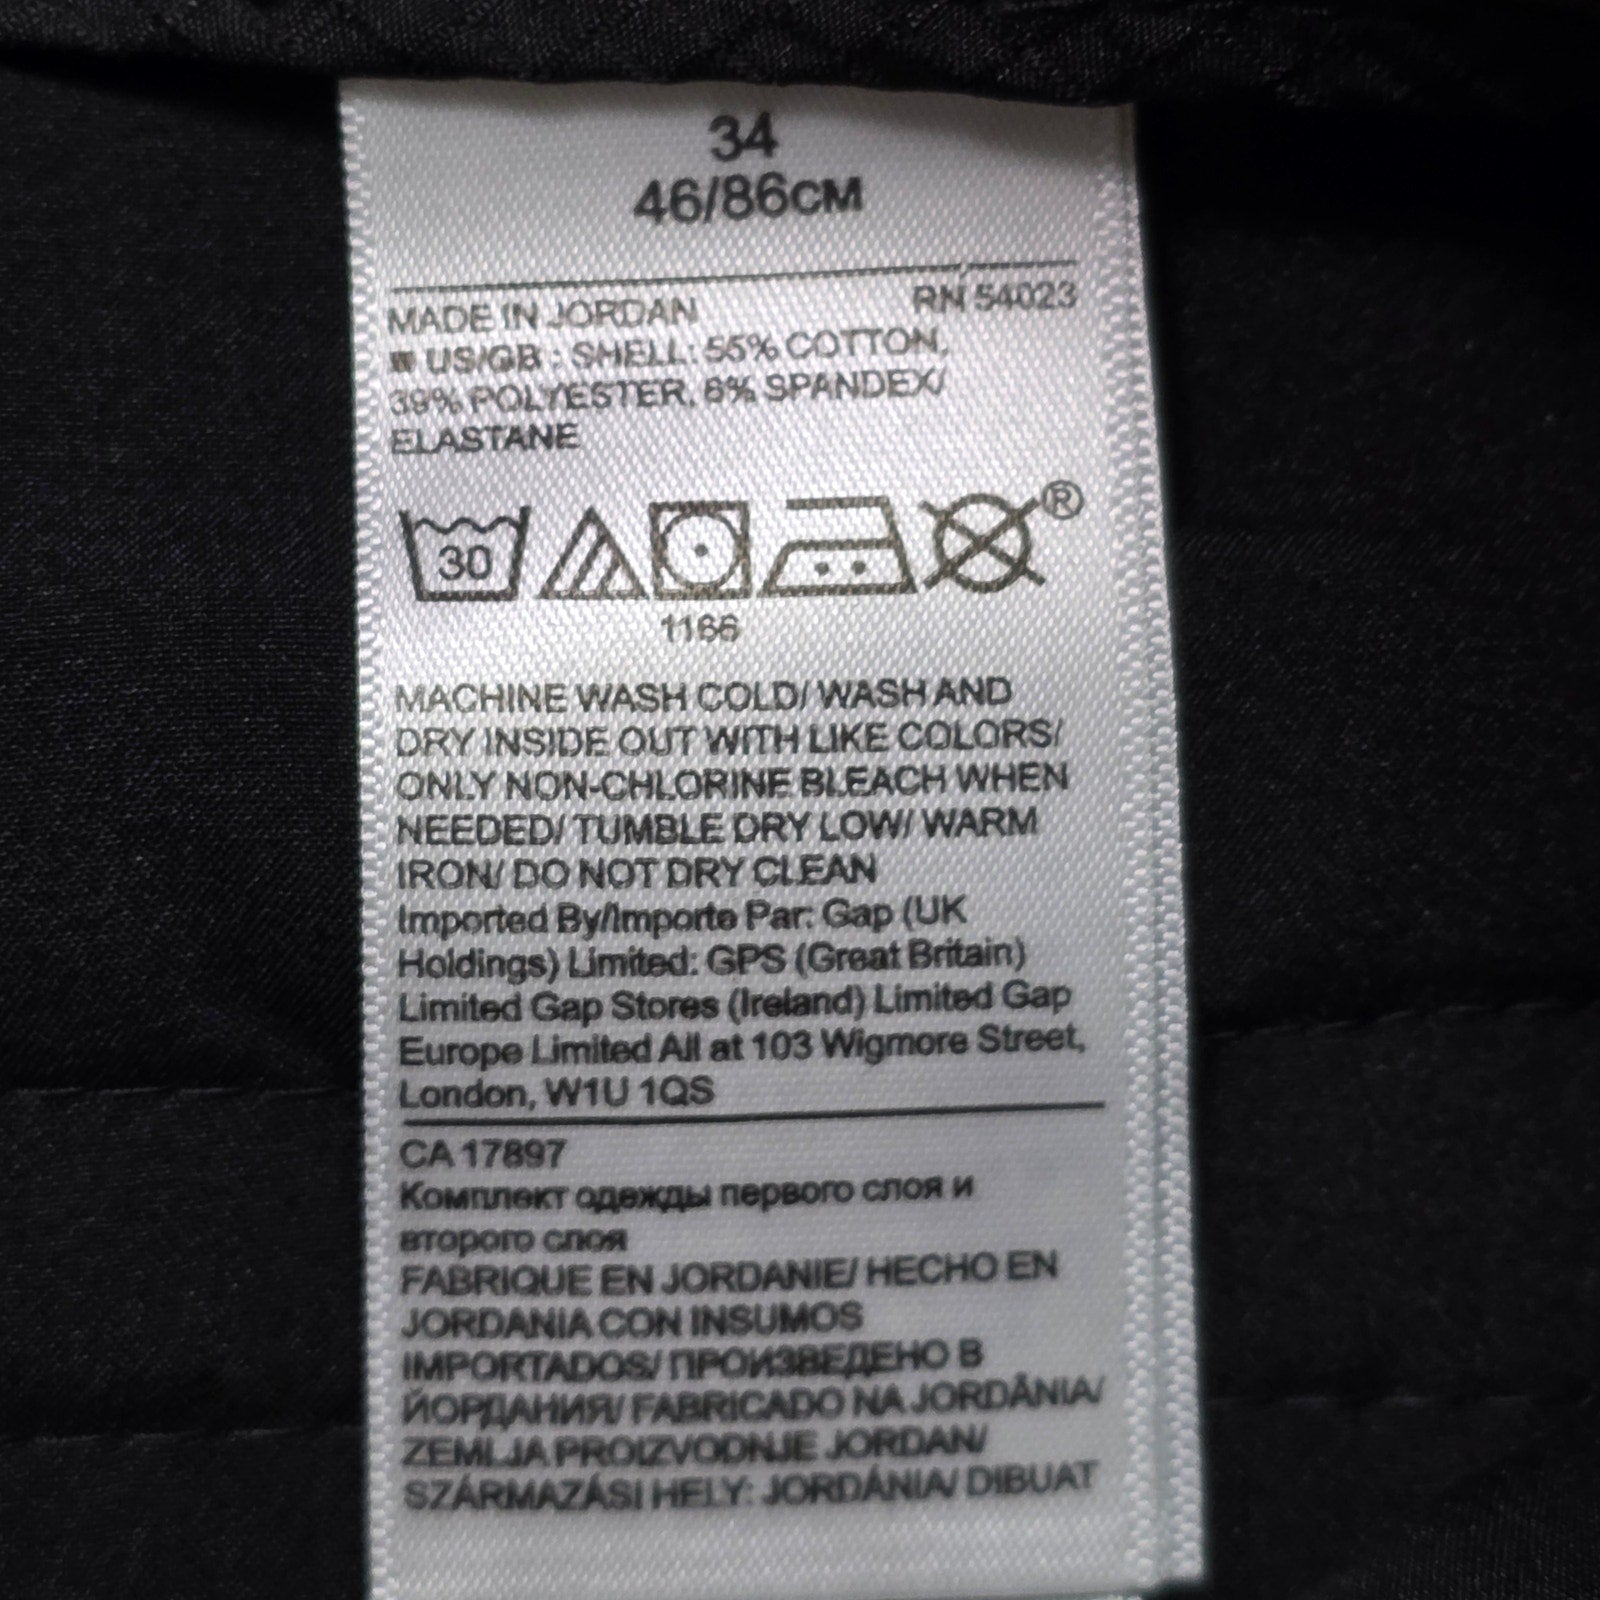 34
46/86CM
MADE IN JORDAN RN 54023
US/GB : SHELL: 55% COTTON,
39% POLYESTER, 6% SPANDEX/
ELASTANE
30 ®
1166
MACHINE WASH COLD/ WASH AND
DRY INSIDE OUT WITH LIKE COLORS/
ONLY NON-CHLORINE BLEACH WHEN
NEEDED/ TUMBLE DRY LOW/ WARM
IRON/ DO NOT DRY CLEAN
Imported By/Importe Par: Gap (UK
Holdings) Limited: GPS (Great Britain)
Limited Gap Stores (Ireland) Limited Gap
Europe Limited All at 103 Wigmore Street,
London, W1U 1QS
CA 17897
Комплект одежды первого слоя и
второго слоя
FABRIQUE EN JORDANIE/ HECHO EN
JORDANIA CON INSUMOS
IMPORTADOS/ ПРОИЗВЕДЕНО В
ЙОРДАНИЯ/ FABRICADO NA JORDÂNIA/
ZEMLJA PROIZVODNJE JORDAN/
SZÁRMAZÁSI HELY: JORDÁNIA/ DIBUAT